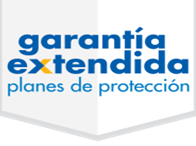 garantía
extendida
planes de protección